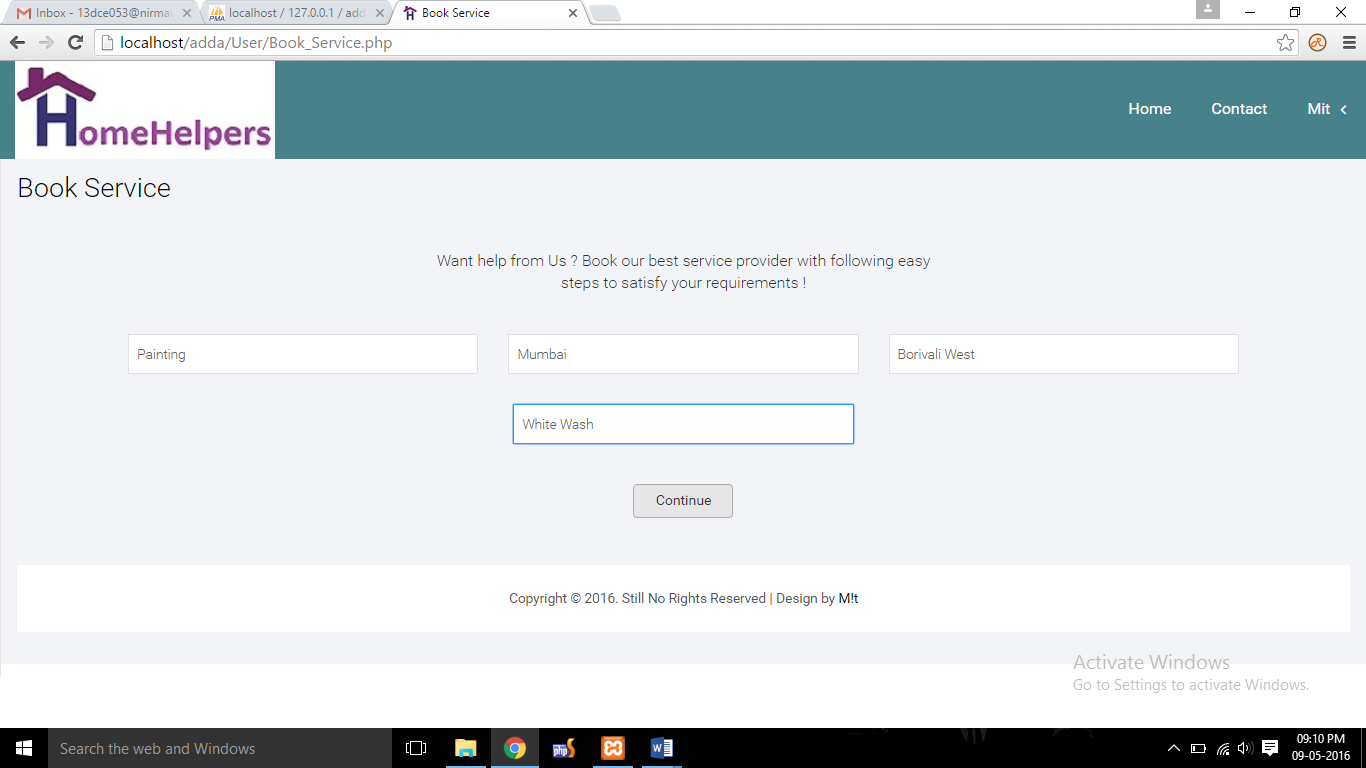 Inbox - 13dce053@nirmau
localhost / 127.0.0.1 / add
Book Service
localhost/adda/User/Book_Service.php
HomeHelpers
Home
Contact
Mit
Book Service
Want help from Us ? Book our best service provider with following easy
steps to satisfy your requirements !
Painting
Mumbai
Borivali West
White Wash
Continue
Copyright © 2016. Still No Rights Reserved | Design by M!t
Activate Windows
Go to Settings to activate Windows.
Search the web and Windows
09:10 PM
09-05-2016